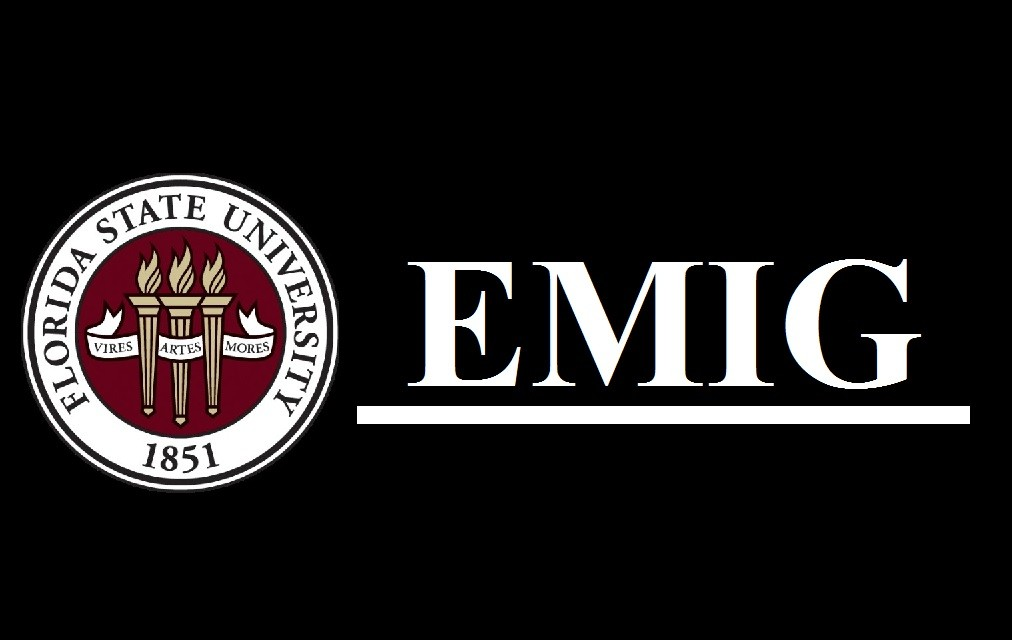 FLORIDA STATE UNIVERSITY
VIRES ARTES MORES
1851
EMIG